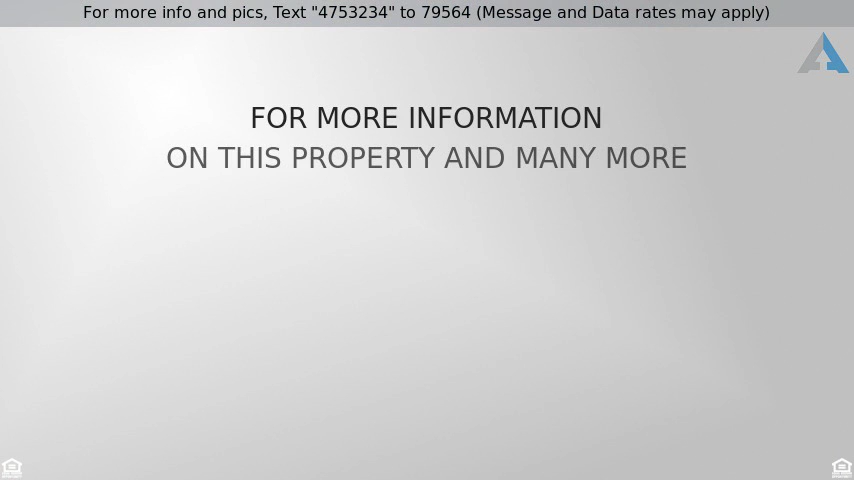 For more info and pics, Text "4753234" to 79564 (Message and Data rates may apply)
FOR MORE INFORMATION
ON THIS PROPERTY AND MANY MORE